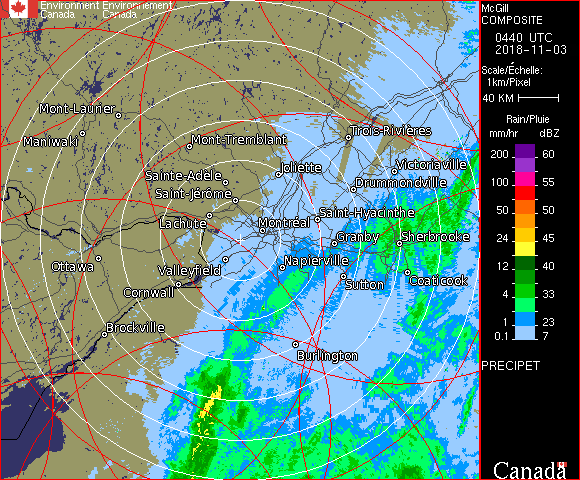 Environment Environnement
Canada Canada
McGill
COMPOSITE
0440 UTC
2018-11-03
Scale/Échelle:
1km/Pixel
40 KM
Rain/Pluie
mm/hr dBZ
200 60
100 55
50 50
24 45
12 40
4 33
1 23
0.1 7
PRECIPET
Canada
Mont-Laurier
Maniwaki
Mont-Tremblant
Trois-Rivières
Joliette
Victoriaville
Sainte-Adèle
Drummondville
Saint-Jérôme
Lachute
Saint-Hyacinthe
Montréal
Granby
Sherbrooke
Ottawa
Valleyfield
Napierville
Sutton
Coaticook
Cornwall
Brockville
Burlington